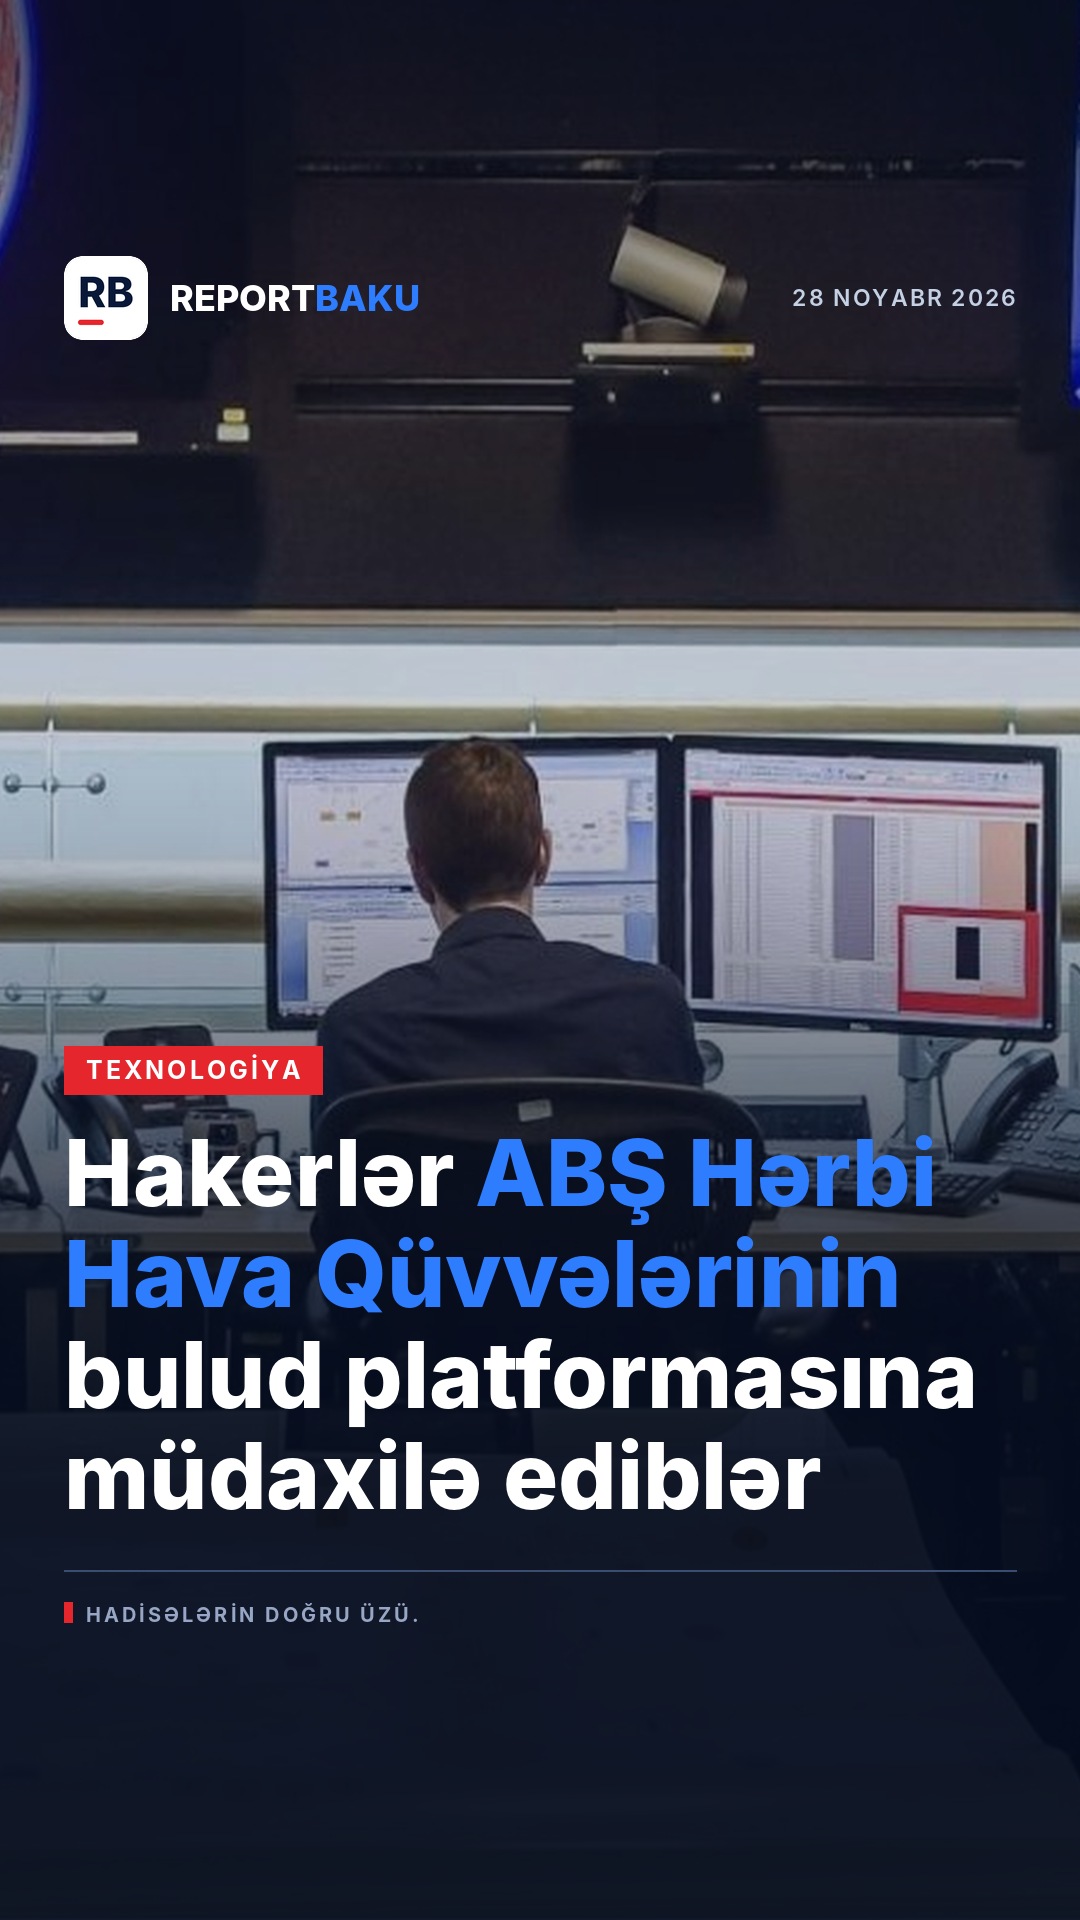 RB
REPORTBAKU
28 NOYABR 2026
TEXNOLOGİYA
Hakerlər ABŞ Hərbi
Hava Qüvvələrinin
bulud platformasına
müdaxilə ediblər
HADİSƏLƏRİN DOĞRU ÜZÜ.